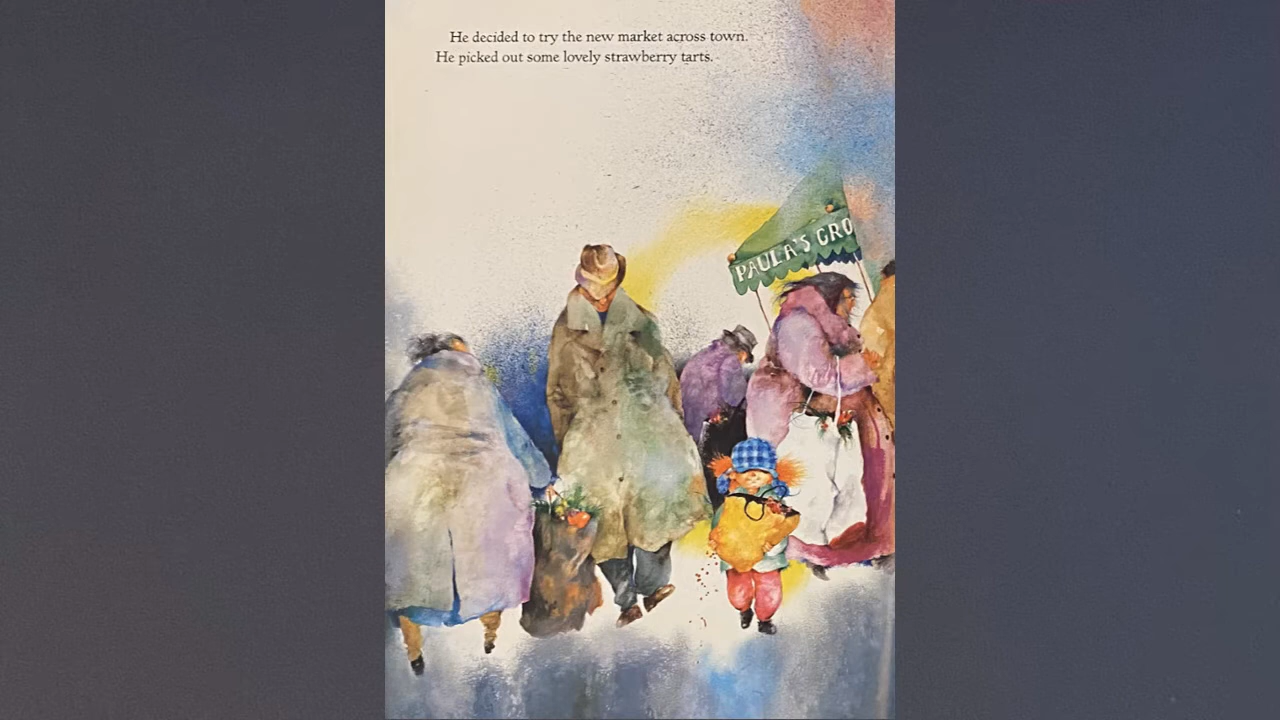 He decided to try the new market across town.
He picked out some lovely strawberry tarts.
PAULA'S GRO